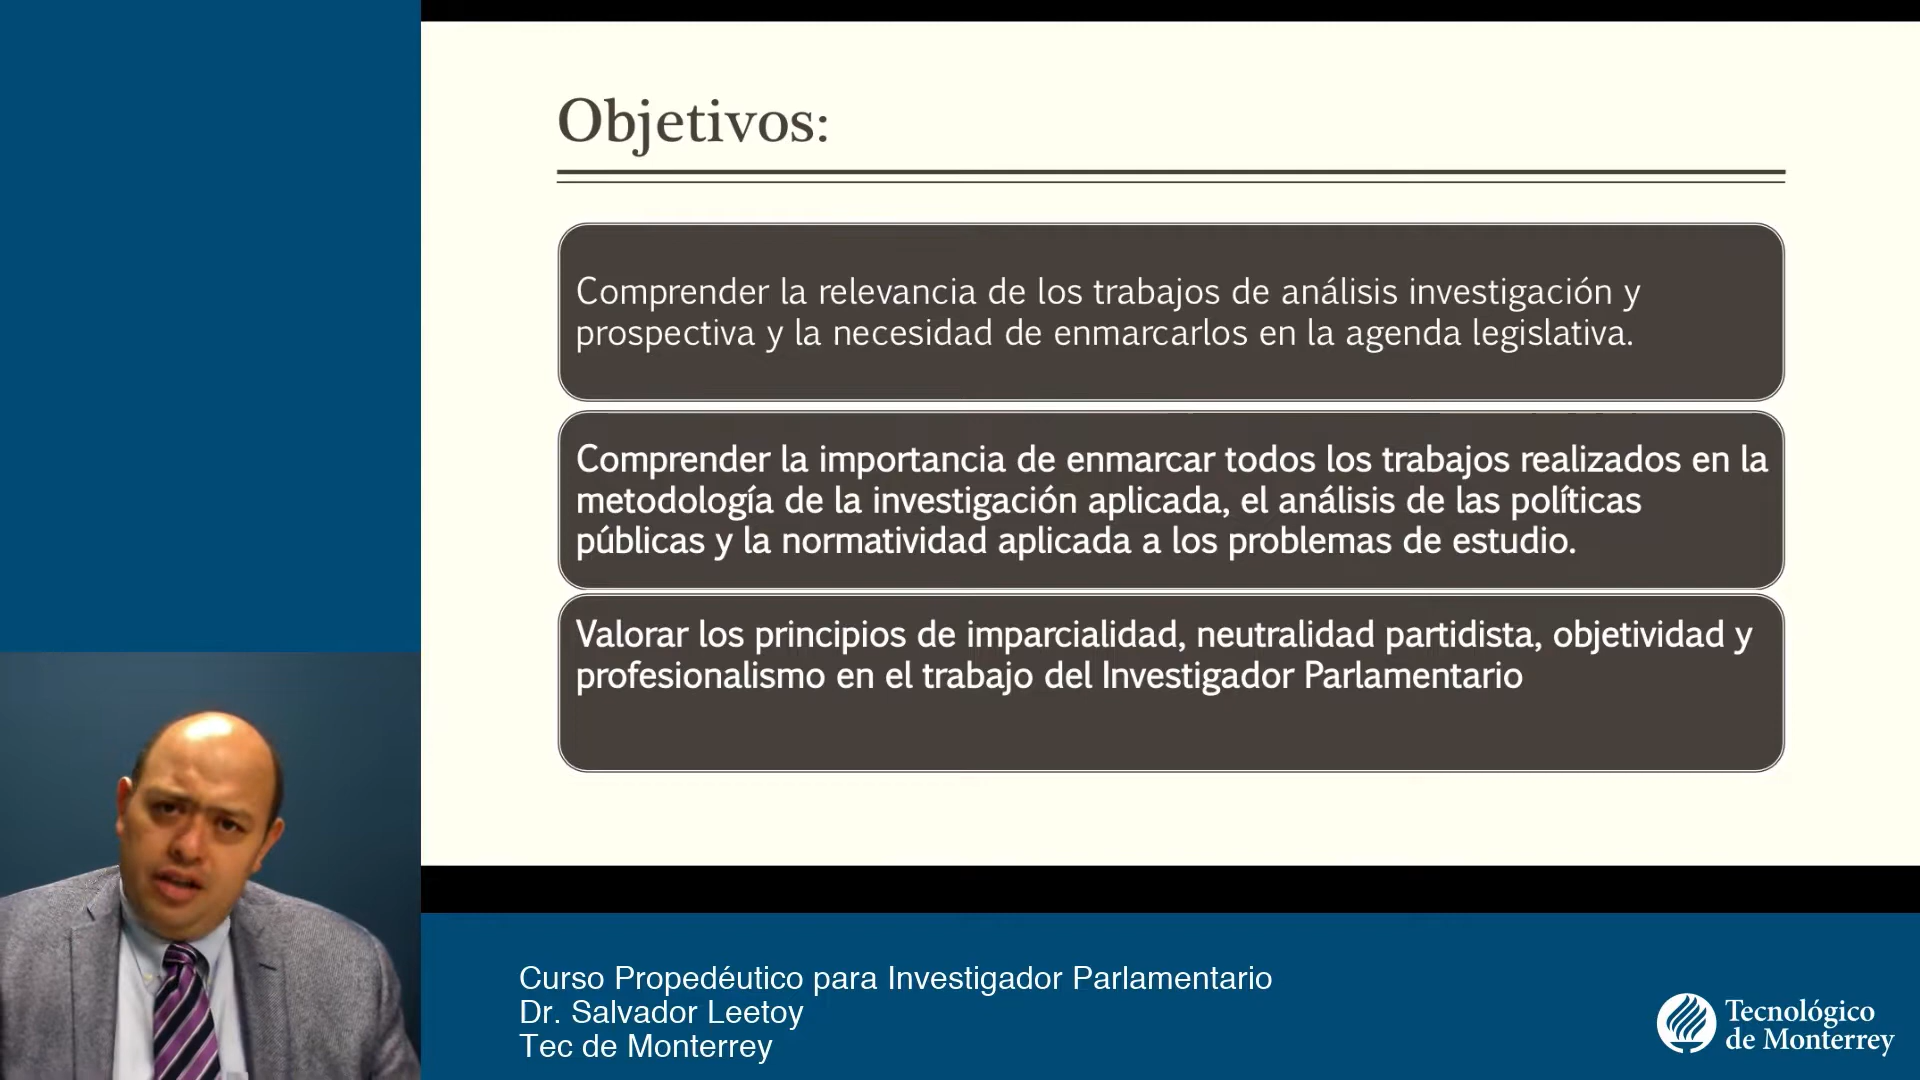 Objetivos:
Comprender la relevancia de los trabajos de análisis investigación y
prospectiva y la necesidad de enmarcarlos en la agenda legislativa.
Comprender la importancia de enmarcar todos los trabajos realizados en la
metodología de la investigación aplicada, el análisis de las políticas
públicas y la normatividad aplicada a los problemas de estudio.
Valorar los principios de imparcialidad, neutralidad partidista, objetividad y
profesionalismo en el trabajo del Investigador Parlamentario
Curso Propedéutico para Investigador Parlamentario
Dr. Salvador Leetoy
Tec de Monterrey
Tecnológico
de Monterrey